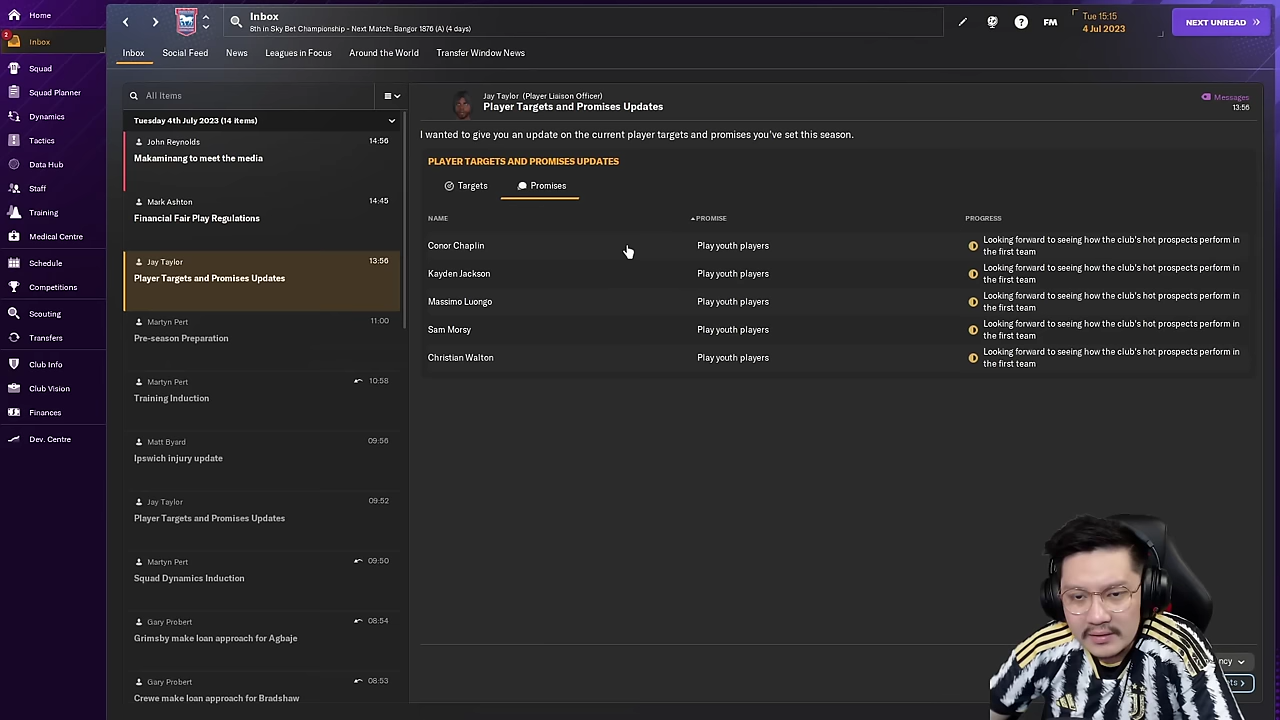 Home
Inbox
8th in Sky Bet Championship - Next Match: Bangor 1876 (A) (4 days)
FM
Tue 15:15
4 Jul 2023
NEXT UNREAD
2
Inbox
Squad
Squad Planner
Dynamics
Tactics
Data Hub
Staff
Training
Medical Centre
Schedule
Competitions
Scouting
Transfers
Club Info
Club Vision
Finances
Dev. Centre
Inbox
Social Feed
News
Leagues in Focus
Around the World
Transfer Window News
All Items
Tuesday 4th July 2023 (14 items)
John Reynolds 14:56
Makaminang to meet the media
Mark Ashton 14:45
Financial Fair Play Regulations
Jay Taylor 13:56
Player Targets and Promises Updates
Martyn Pert 11:00
Pre-season Preparation
Martyn Pert 10:58
Training Induction
Matt Byard 09:56
Ipswich injury update
Jay Taylor 09:52
Player Targets and Promises Updates
Martyn Pert 09:50
Squad Dynamics Induction
Gary Probert 08:54
Grimsby make loan approach for Agbaje
Gary Probert 08:53
Crewe make loan approach for Bradshaw
Jay Taylor (Player Liaison Officer)
Player Targets and Promises Updates
Messages
13:56
I wanted to give you an update on the current player targets and promises you've set this season.
PLAYER TARGETS AND PROMISES UPDATES
Targets
Promises
NAME PROMISE PROGRESS
Conor Chaplin Play youth players Looking forward to seeing how the club's hot prospects perform in
the first team
Kayden Jackson Play youth players Looking forward to seeing how the club's hot prospects perform in
the first team
Massimo Luongo Play youth players Looking forward to seeing how the club's hot prospects perform in
the first team
Sam Morsy Play youth players Looking forward to seeing how the club's hot prospects perform in
the first team
Christian Walton Play youth players Looking forward to seeing how the club's hot prospects perform in
the first team